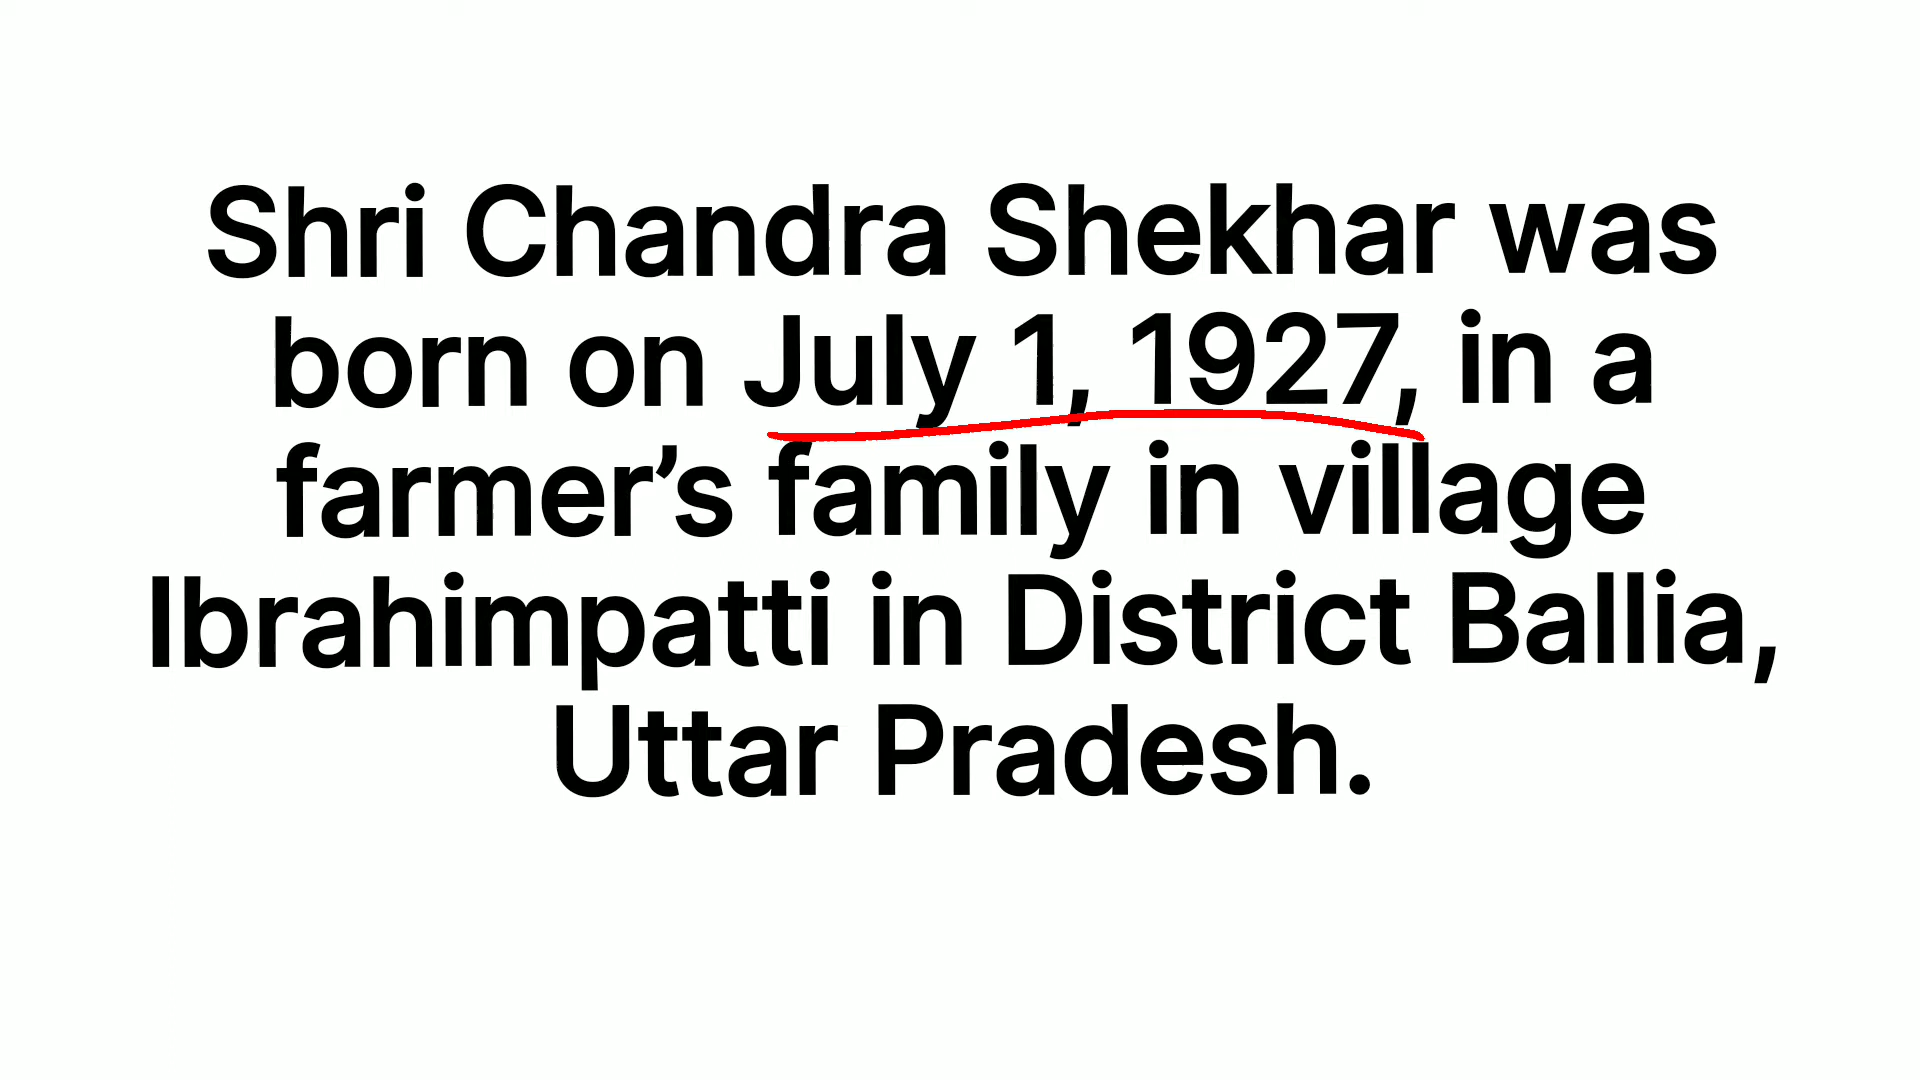 Shri Chandra Shekhar was
born on July 1, 1927, in a
farmer’s family in village
Ibrahimpatti in District Ballia,
Uttar Pradesh.